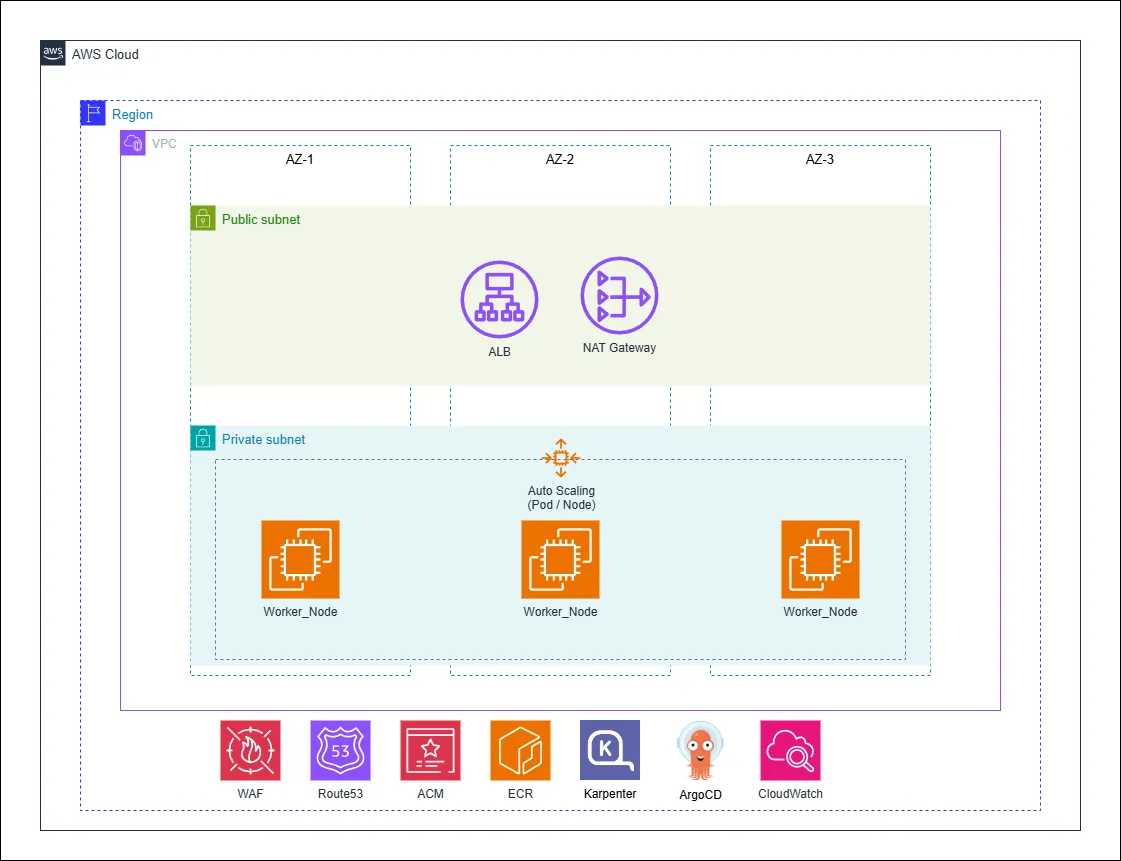 aws
AWS Cloud
Region
VPC
AZ-1
AZ-2
AZ-3
Public subnet
ALB
NAT Gateway
Private subnet
Auto Scaling
(Pod / Node)
Worker_Node
Worker_Node
Worker_Node
53
K
WAF
Route53
ACM
ECR
Karpenter
ArgoCD
CloudWatch